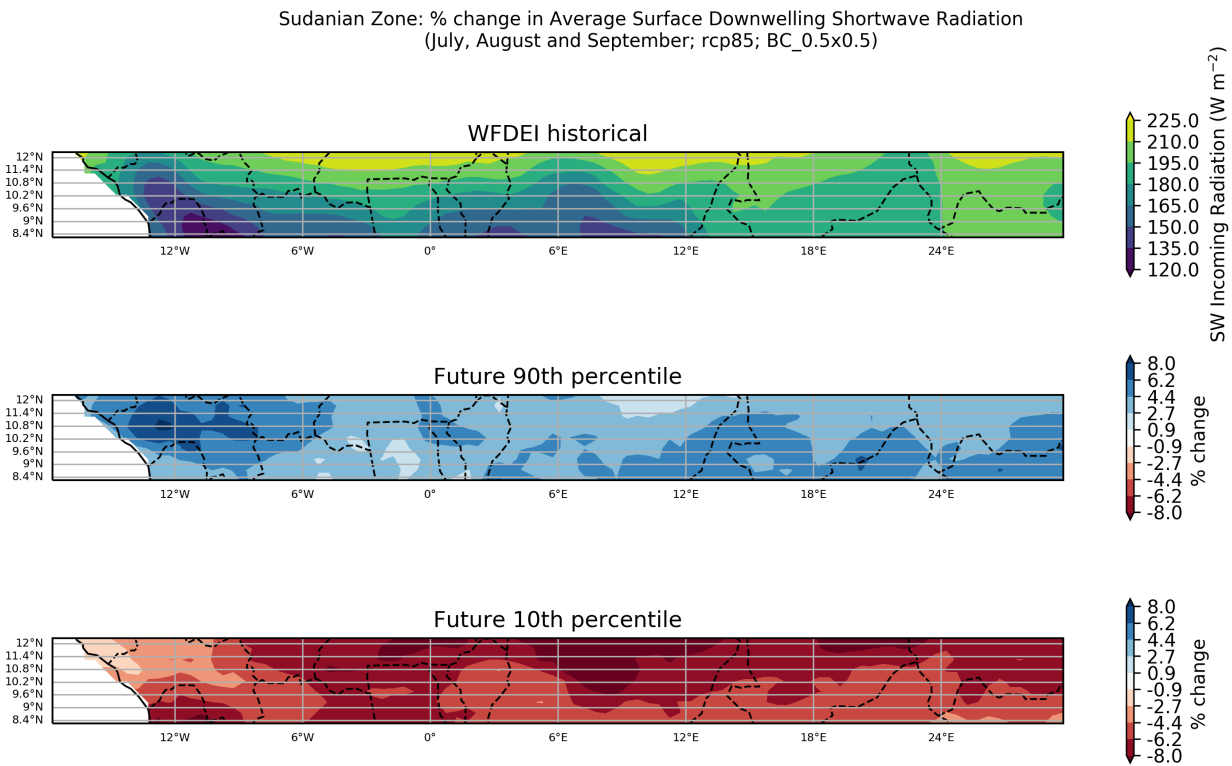 Sudanian Zone: % change in Average Surface Downwelling Shortwave Radiation
(July, August and September; rcp85; BC_0.5x0.5)
WFDEI historical
12°N
11.4°N
10.8°N
10.2°N
9.6°N
9°N
8.4°N
12°W
6°W
0°
6°E
12°E
18°E
24°E
225.0
210.0
195.0
180.0
165.0
150.0
135.0
120.0
SW Incoming Radiation (W m⁻²)
Future 90th percentile
12°N
11.4°N
10.8°N
10.2°N
9.6°N
9°N
8.4°N
12°W
6°W
0°
6°E
12°E
18°E
24°E
8.0
6.2
4.4
2.7
0.9
-0.9
-2.7
-4.4
-6.2
-8.0
% change
Future 10th percentile
12°N
11.4°N
10.8°N
10.2°N
9.6°N
9°N
8.4°N
12°W
6°W
0°
6°E
12°E
18°E
24°E
8.0
6.2
4.4
2.7
0.9
-0.9
-2.7
-4.4
-6.2
-8.0
% change